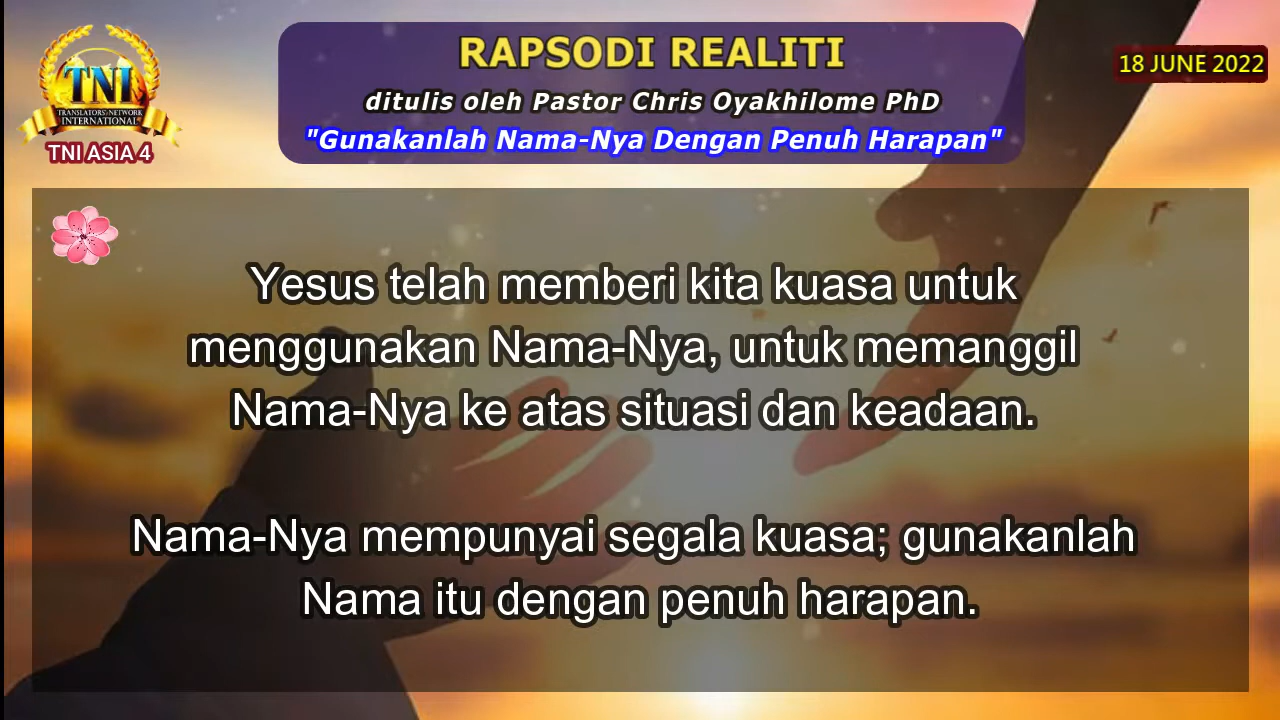 TNI
TRANSLATORS' NETWORK
INTERNATIONAL
TNI ASIA 4
RAPSODI REALITI
ditulis oleh Pastor Chris Oyakhilome PhD
"Gunakanlah Nama-Nya Dengan Penuh Harapan"
18 JUNE 2022
Yesus telah memberi kita kuasa untuk
menggunakan Nama-Nya, untuk memanggil
Nama-Nya ke atas situasi dan keadaan.
Nama-Nya mempunyai segala kuasa; gunakanlah
Nama itu dengan penuh harapan.